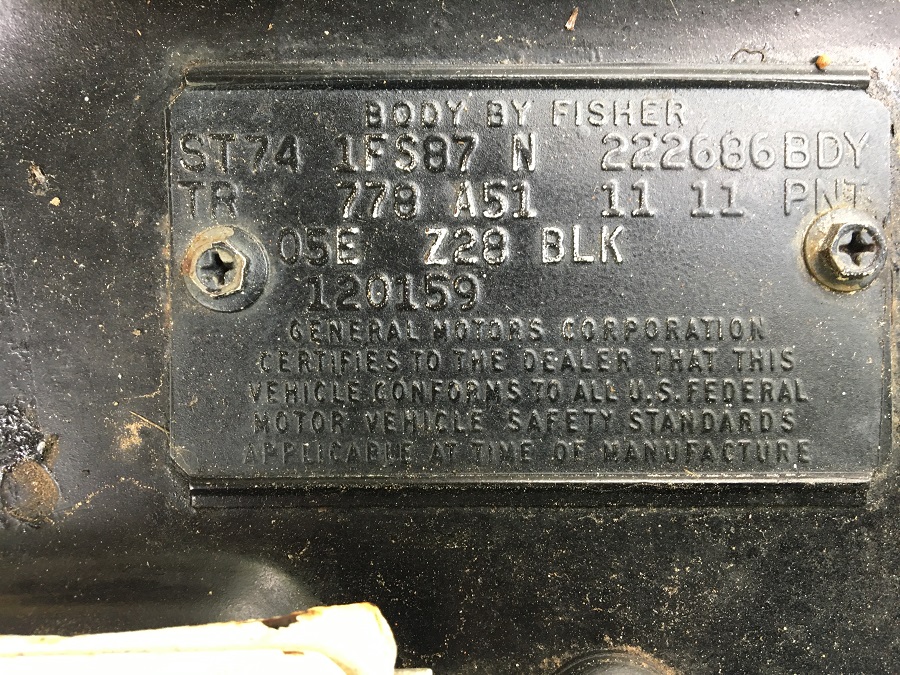 BODY BY FISHER
ST74 1FS87 N 222686 BDY
TR 778 A51 11 11 PNT
05E Z28 BLK
120159
GENERAL MOTORS CORPORATION
CERTIFIES TO THE DEALER THAT THIS
VEHICLE CONFORMS TO ALL U.S. FEDERAL
MOTOR VEHICLE SAFETY STANDARDS
APPLICABLE AT TIME OF MANUFACTURE